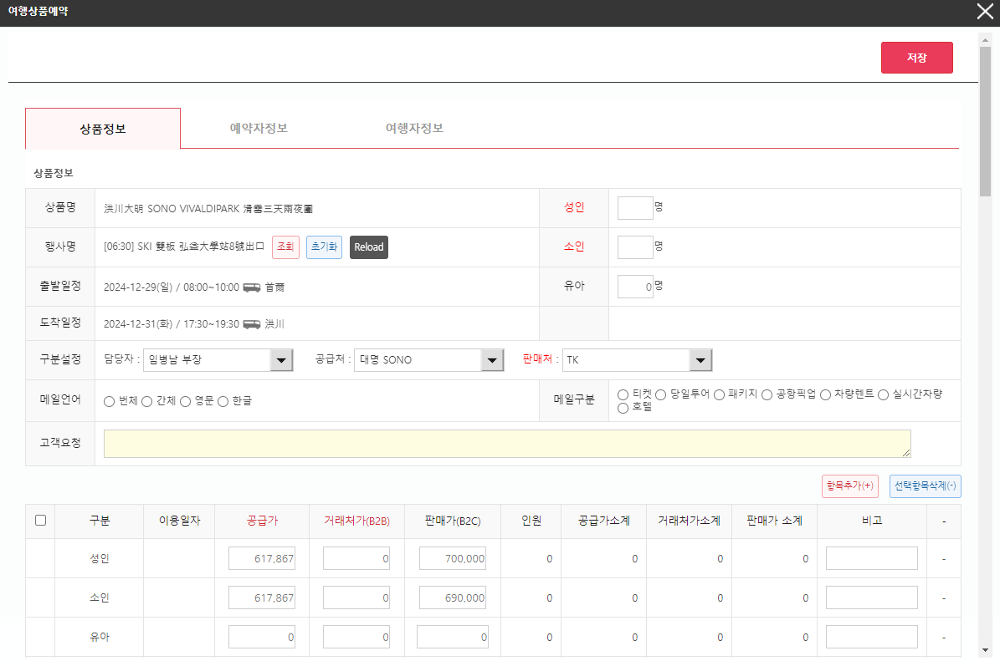 여행상품예약
저장
상품정보 예약자정보 여행자정보
상품정보
상품명 洪川大明 SONO VIVALDIPARK 滑雪三天兩夜團 성인 명
행사명 [06:30] SKI 雙板 弘益大學站8號出口 조회 초기화 Reload 소인 명
출발일정 2024-12-29(일) / 08:00~10:00 首爾 유아 0 명
도착일정 2024-12-31(화) / 17:30~19:30 洪川
구분설정 담당자 : 임병남 부장 공급처 : 대명 SONO 판매처 : TK
메일언어 번체 간체 영문 한글 메일구분 티켓 당일투어 패키지 공항픽업 차량렌트 실시간차량
호텔
고객요청
항목추가(+) 선택항목삭제(-)
구분 이용일자 공급가 거래처가(B2B) 판매가(B2C) 인원 공급가소계 거래처가소계 판매가 소계 비고 -
성인 617,867 0 700,000 0 0 0 0 -
소인 617,867 0 690,000 0 0 0 0 -
유아 0 0 0 0 0 0 0 -